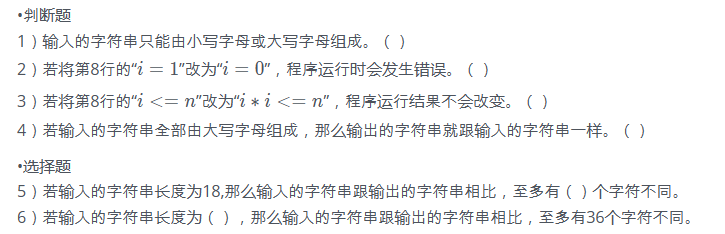 •判断题
1）输入的字符串只能由小写字母或大写字母组成。（ ）
2）若将第8行的“i = 1”改为“i = 0”，程序运行时会发生错误。（ ）
3）若将第8行的“i <= n”改为“i * i <= n”，程序运行结果不会改变。（ ）
4）若输入的字符串全部由大写字母组成，那么输出的字符串就跟输入的字符串一样。（ ）
•选择题
5）若输入的字符串长度为18,那么输入的字符串跟输出的字符串相比，至多有（ ）个字符不同。
6）若输入的字符串长度为（ ），那么输入的字符串跟输出的字符串相比，至多有36个字符不同。